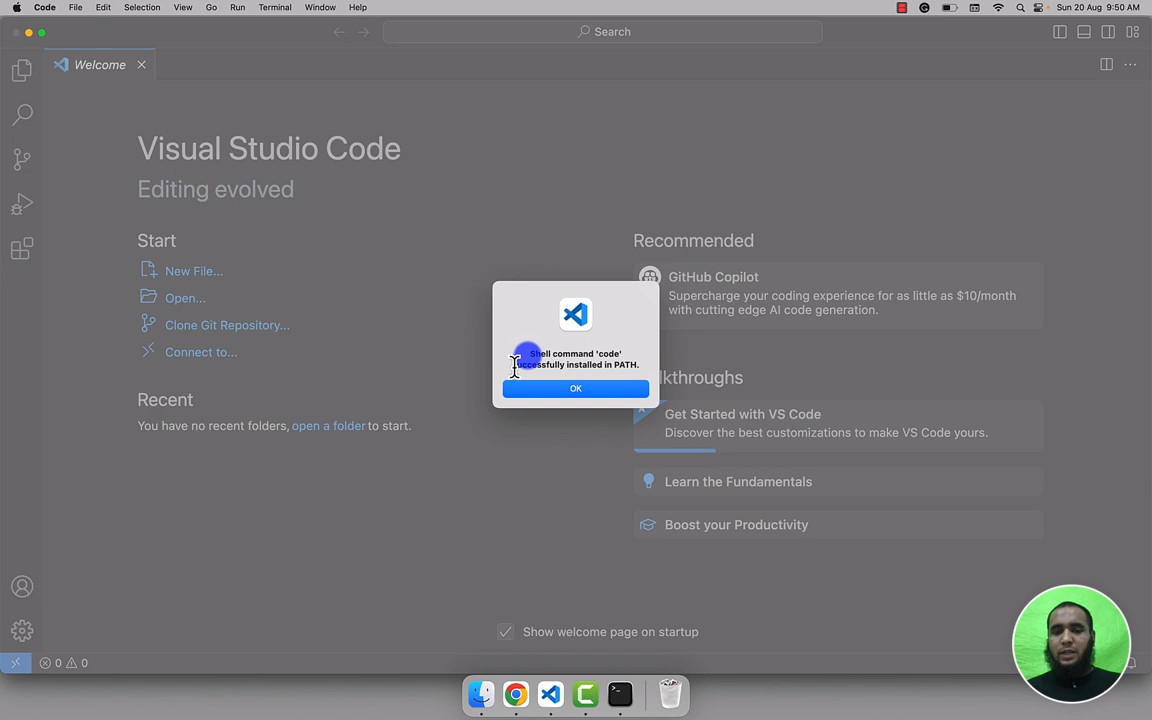 Code File Edit Selection View Go Run Terminal Window Help
Sun 20 Aug 9:50 AM
Search
Welcome
Visual Studio Code
Editing evolved
Start
New File...
Open...
Clone Git Repository...
Connect to...
Recent
You have no recent folders, open a folder to start.
Recommended
GitHub Copilot
Supercharge your coding experience for as little as $10/month
with cutting edge AI code generation.
Shell command 'code'
successfully installed in PATH.
OK
lkthroughs
Get Started with VS Code
Discover the best customizations to make VS Code yours.
Learn the Fundamentals
Boost your Productivity
Show welcome page on startup
0 0